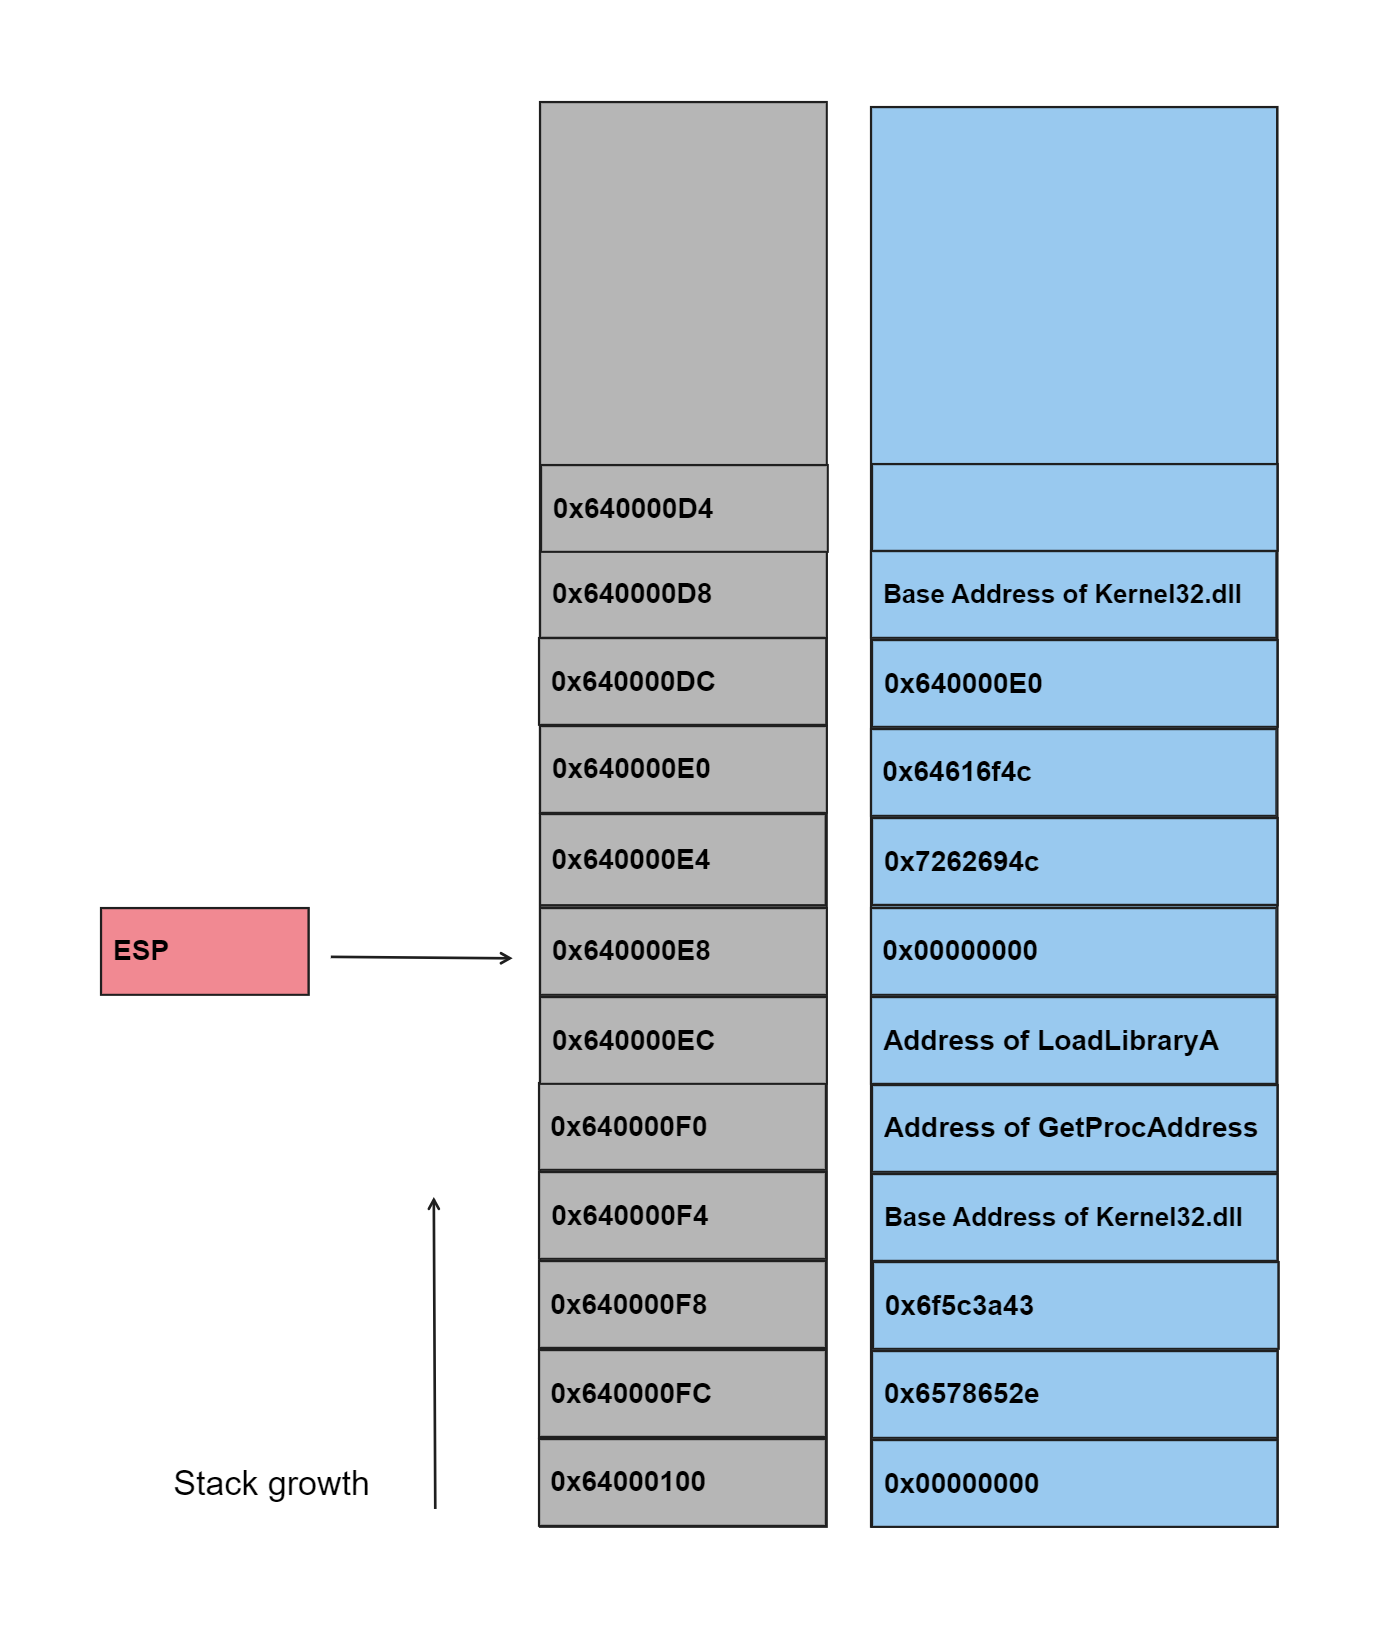 0x640000D4
0x640000D8 Base Address of Kernel32.dll
0x640000DC 0x640000E0
0x640000E0 0x64616f4c
0x640000E4 0x7262694c
ESP 0x640000E8 0x00000000
0x640000EC Address of LoadLibraryA
0x640000F0 Address of GetProcAddress
0x640000F4 Base Address of Kernel32.dll
0x640000F8 0x6f5c3a43
0x640000FC 0x6578652e
Stack growth 0x64000100 0x00000000